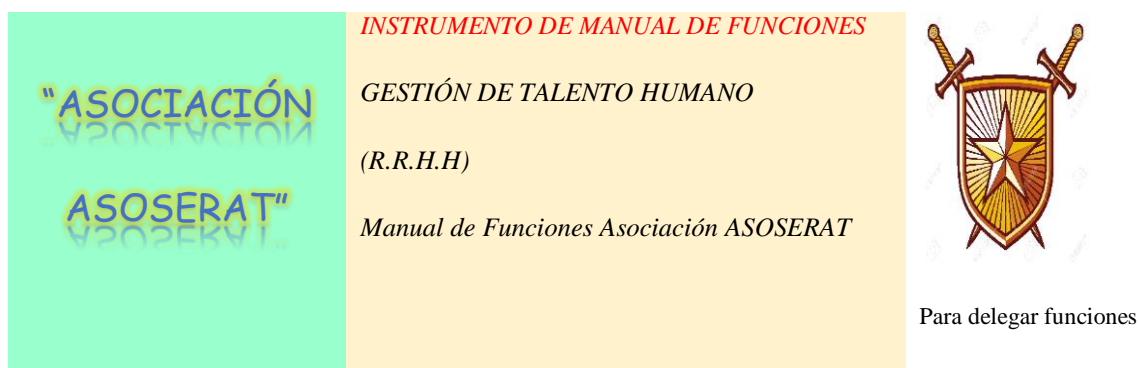 "ASOCIACIÓN
ASOSERAT"
INSTRUMENTO DE MANUAL DE FUNCIONES
GESTIÓN DE TALENTO HUMANO
(R.R.H.H)
Manual de Funciones Asociación ASOSERAT
Para delegar funciones